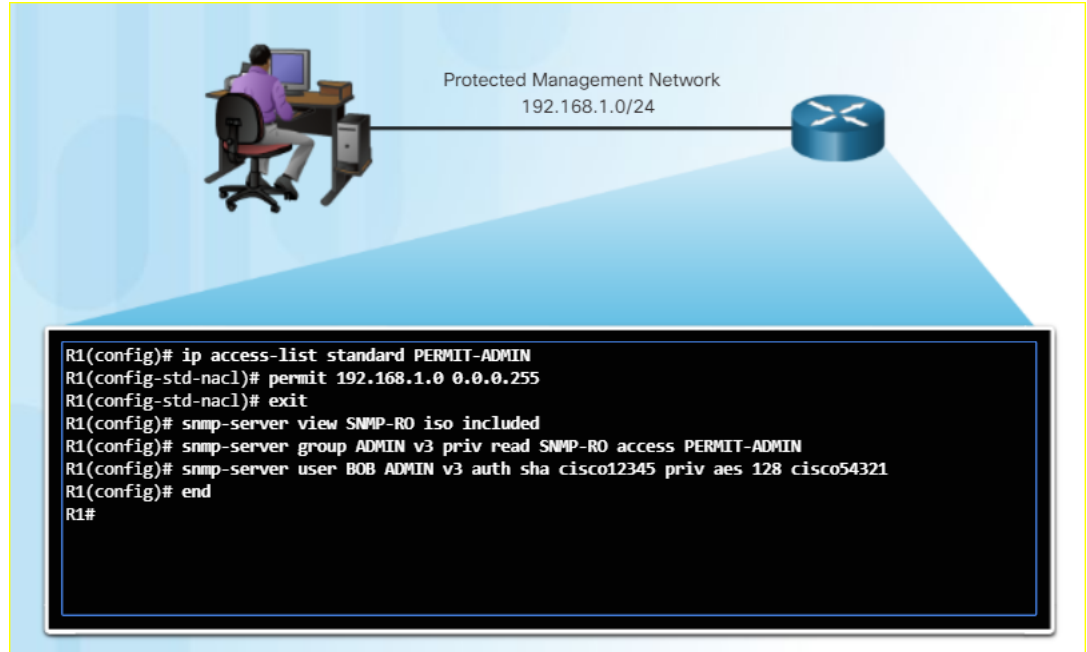 Protected Management Network
192.168.1.0/24
R1(config)# ip access-list standard PERMIT-ADMIN
R1(config-std-nacl)# permit 192.168.1.0 0.0.0.255
R1(config-std-nacl)# exit
R1(config)# snmp-server view SNMP-RO iso included
R1(config)# snmp-server group ADMIN v3 priv read SNMP-RO access PERMIT-ADMIN
R1(config)# snmp-server user BOB ADMIN v3 auth sha cisco12345 priv aes 128 cisco54321
R1(config)# end
R1#